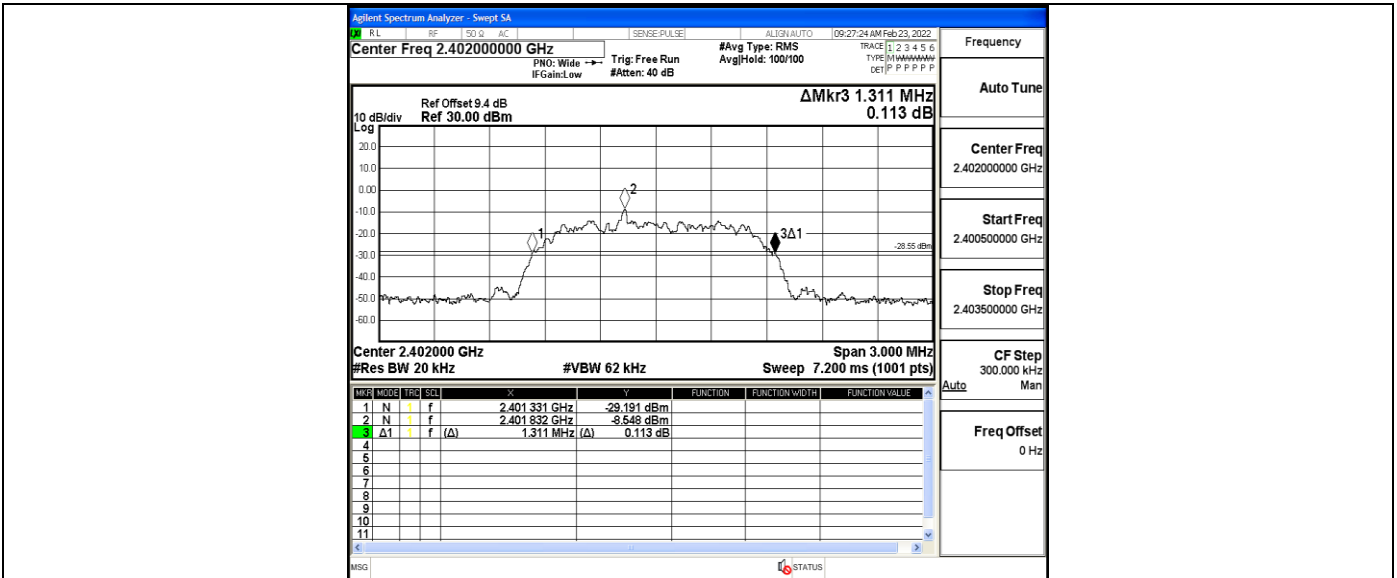 Agilent Spectrum Analyzer - Swept SA
LXI RL RF 50 Ω AC SENSE:PULSE ALIGN AUTO 09:27:24 AM Feb 23, 2022
Center Freq 2.402000000 GHz
PNO: Wide
IFGain:Low
Trig: Free Run
#Atten: 40 dB
#Avg Type: RMS
Avg|Hold: 100/100
TRACE 1 2 3 4 5 6
TYPE M WWWWW
DET P P P P P P
ΔMkr3 1.311 MHz
0.113 dB
Ref Offset 9.4 dB
10 dB/div Ref 30.00 dBm
Log
20.0
10.0
0.00
-10.0
-20.0
-30.0
-40.0
-50.0
-60.0
1
2
3Δ1
-28.55 dBm
Center 2.402000 GHz Span 3.000 MHz
#Res BW 20 kHz #VBW 62 kHz Sweep 7.200 ms (1001 pts)
MKR MODE TRC SCL X Y FUNCTION FUNCTION WIDTH FUNCTION VALUE
1 N 1 f 2.401 331 GHz -29.191 dBm
2 N 1 f 2.401 832 GHz -8.548 dBm
3 Δ1 1 f (Δ) 1.311 MHz (Δ) 0.113 dB
4
5
6
7
8
9
10
11
MSG STATUS
Frequency
Auto Tune
Center Freq
2.402000000 GHz
Start Freq
2.400500000 GHz
Stop Freq
2.403500000 GHz
CF Step
300.000 kHz
Auto Man
Freq Offset
0 Hz